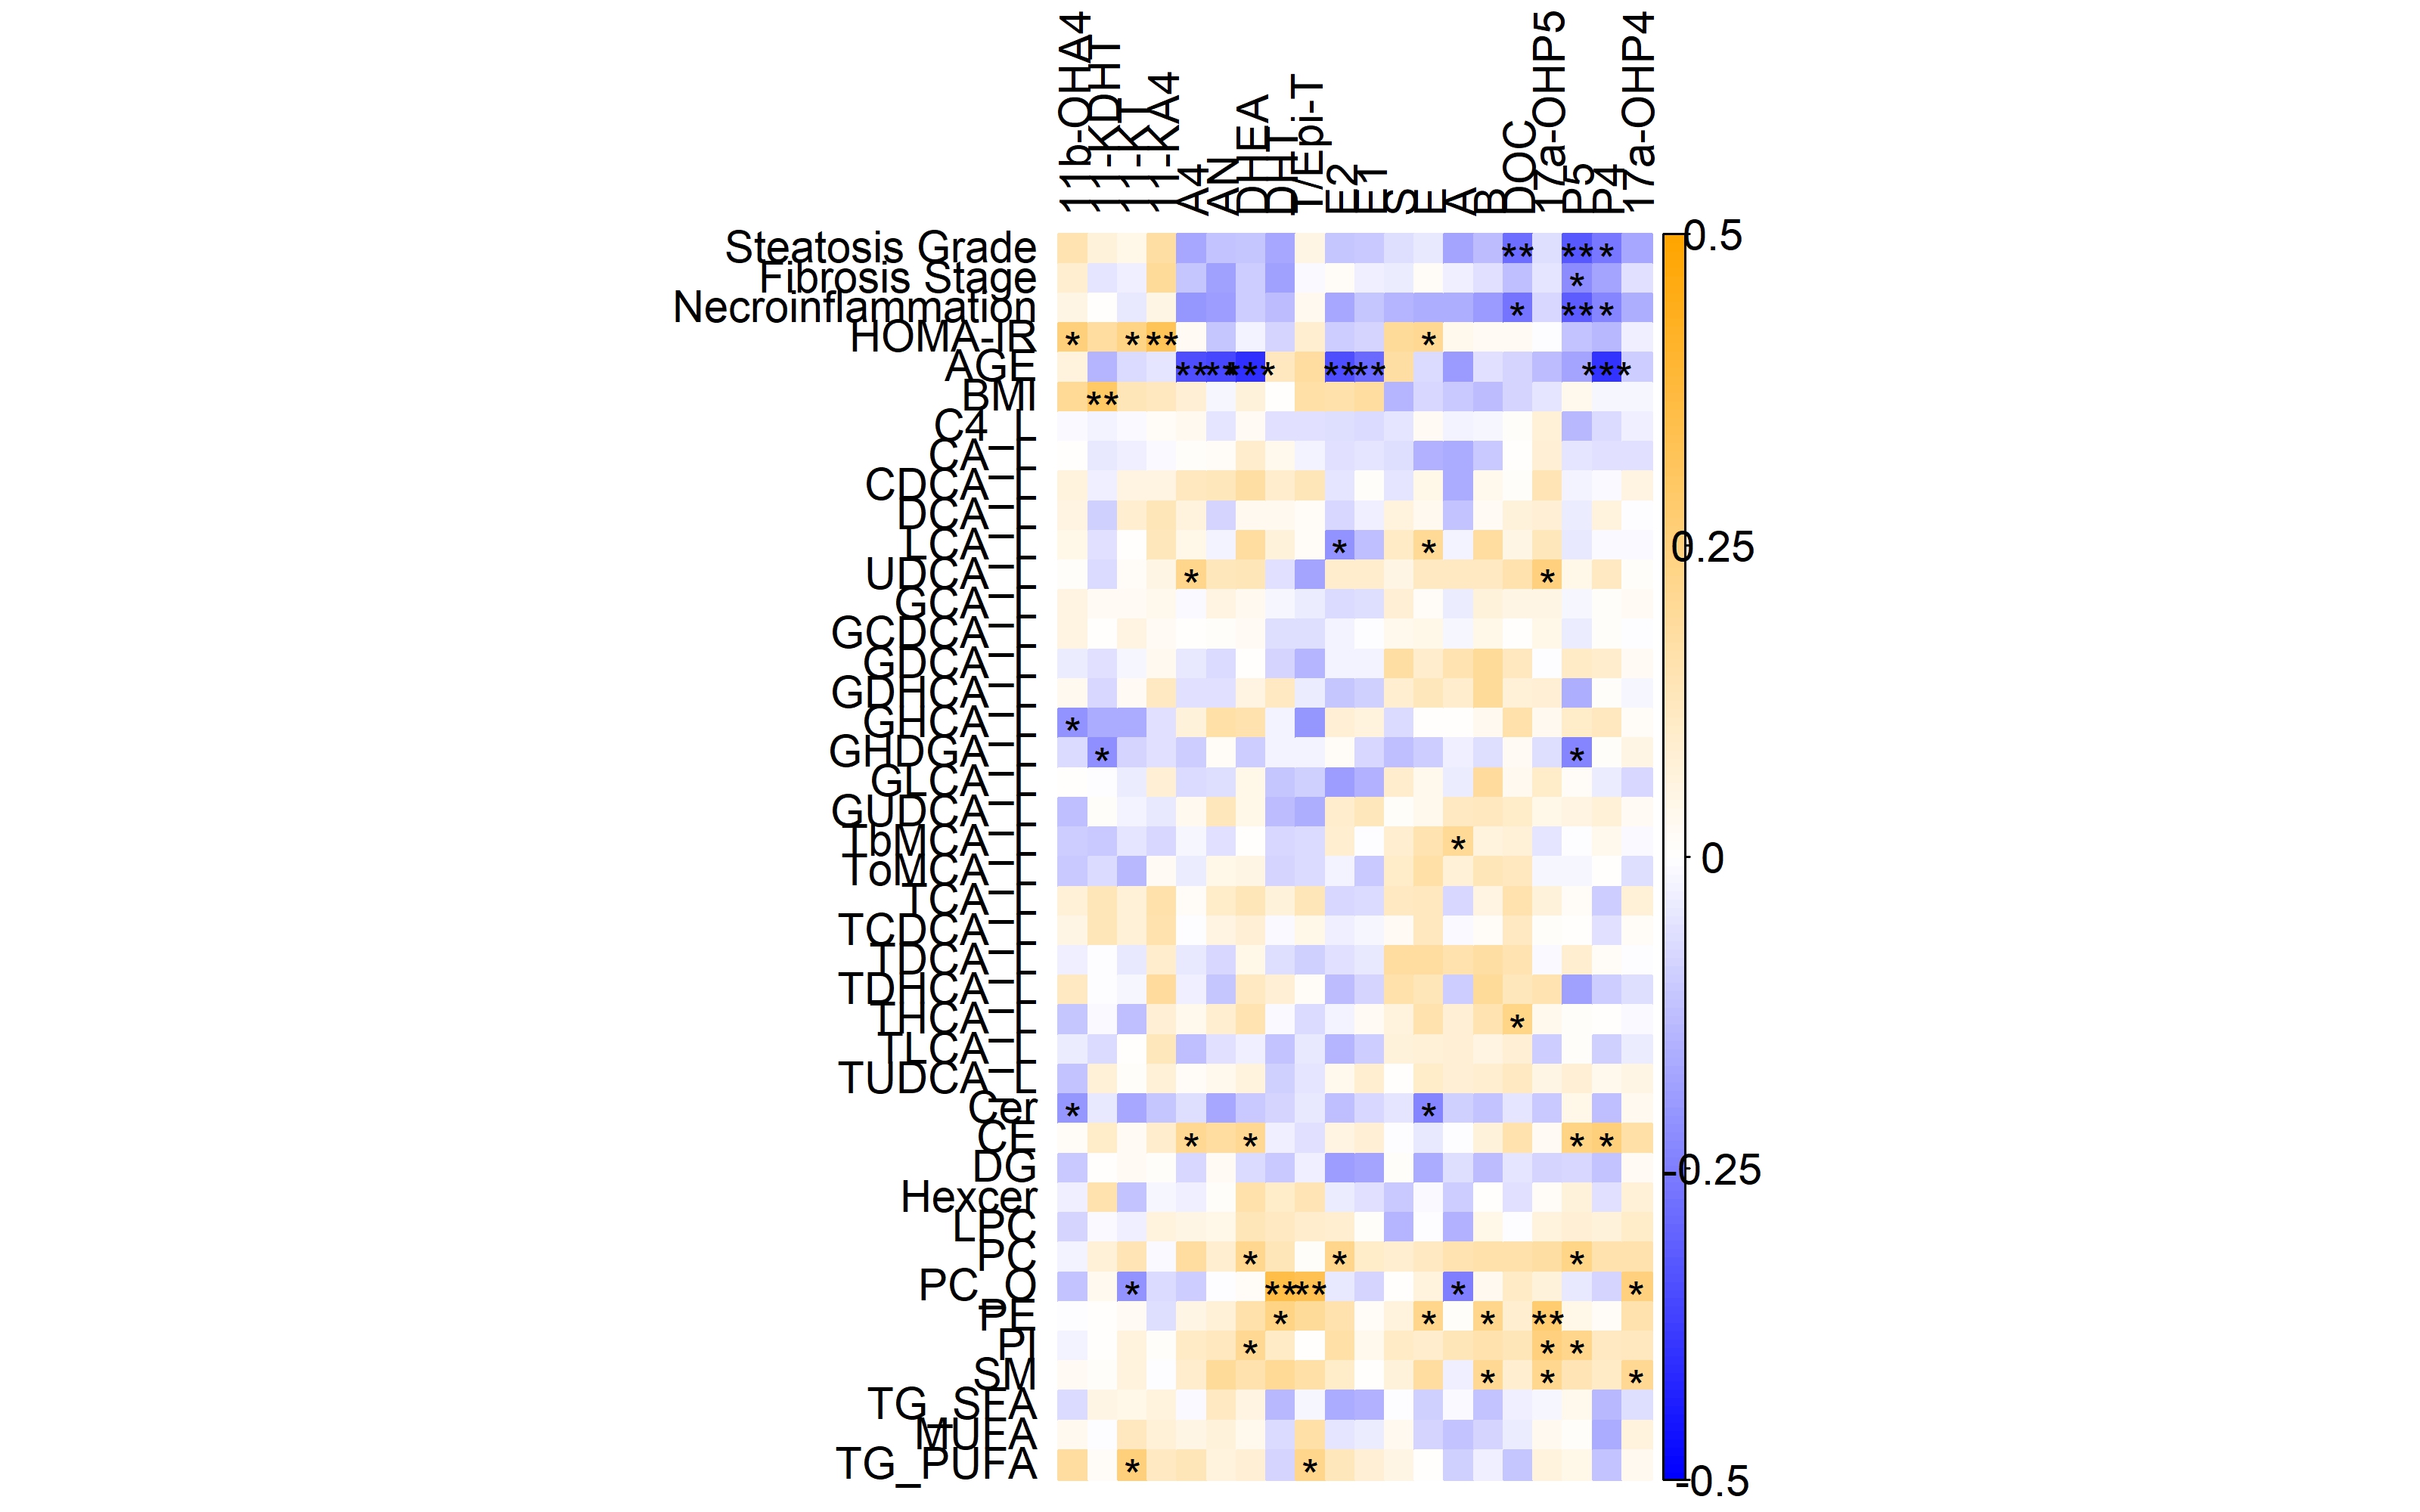 11b-OHA4
11-KDHT
11-KT
11-KA4
A4
AN
DHEA
DHT
T/Epi-T
E2
E1
S
E
A
B
DOC
17a-OHP5
P5
P4
17a-OHP4
Steatosis Grade ** ** *
Fibrosis Stage *
Necroinflammation * ** *
HOMA-IR * * ** *
AGE ** ** *** ** ** ***
BMI **
C4_L
CA_L
CDCA_L
DCA_L
LCA_L * *
UDCA_L * *
GCA_L
GCDCA_L
GDCA_L
GDHCA_L
GHCA_L *
GHDGA_L * *
GLCA_L
GUDCA_L
TbMCA_L *
ToMCA_L
TCA_L
TCDCA_L
TDCA_L
TDHCA_L
THCA_L *
TLCA_L
TUDCA_L
Cer * *
CE * * * *
DG
Hexcer
LPC
PC * * *
PC_O * ** ** * *
PE * * * **
PI * * *
SM * * *
TG_SFA
MUFA
TG_PUFA * *
0.5
0.25
0
-0.25
-0.5